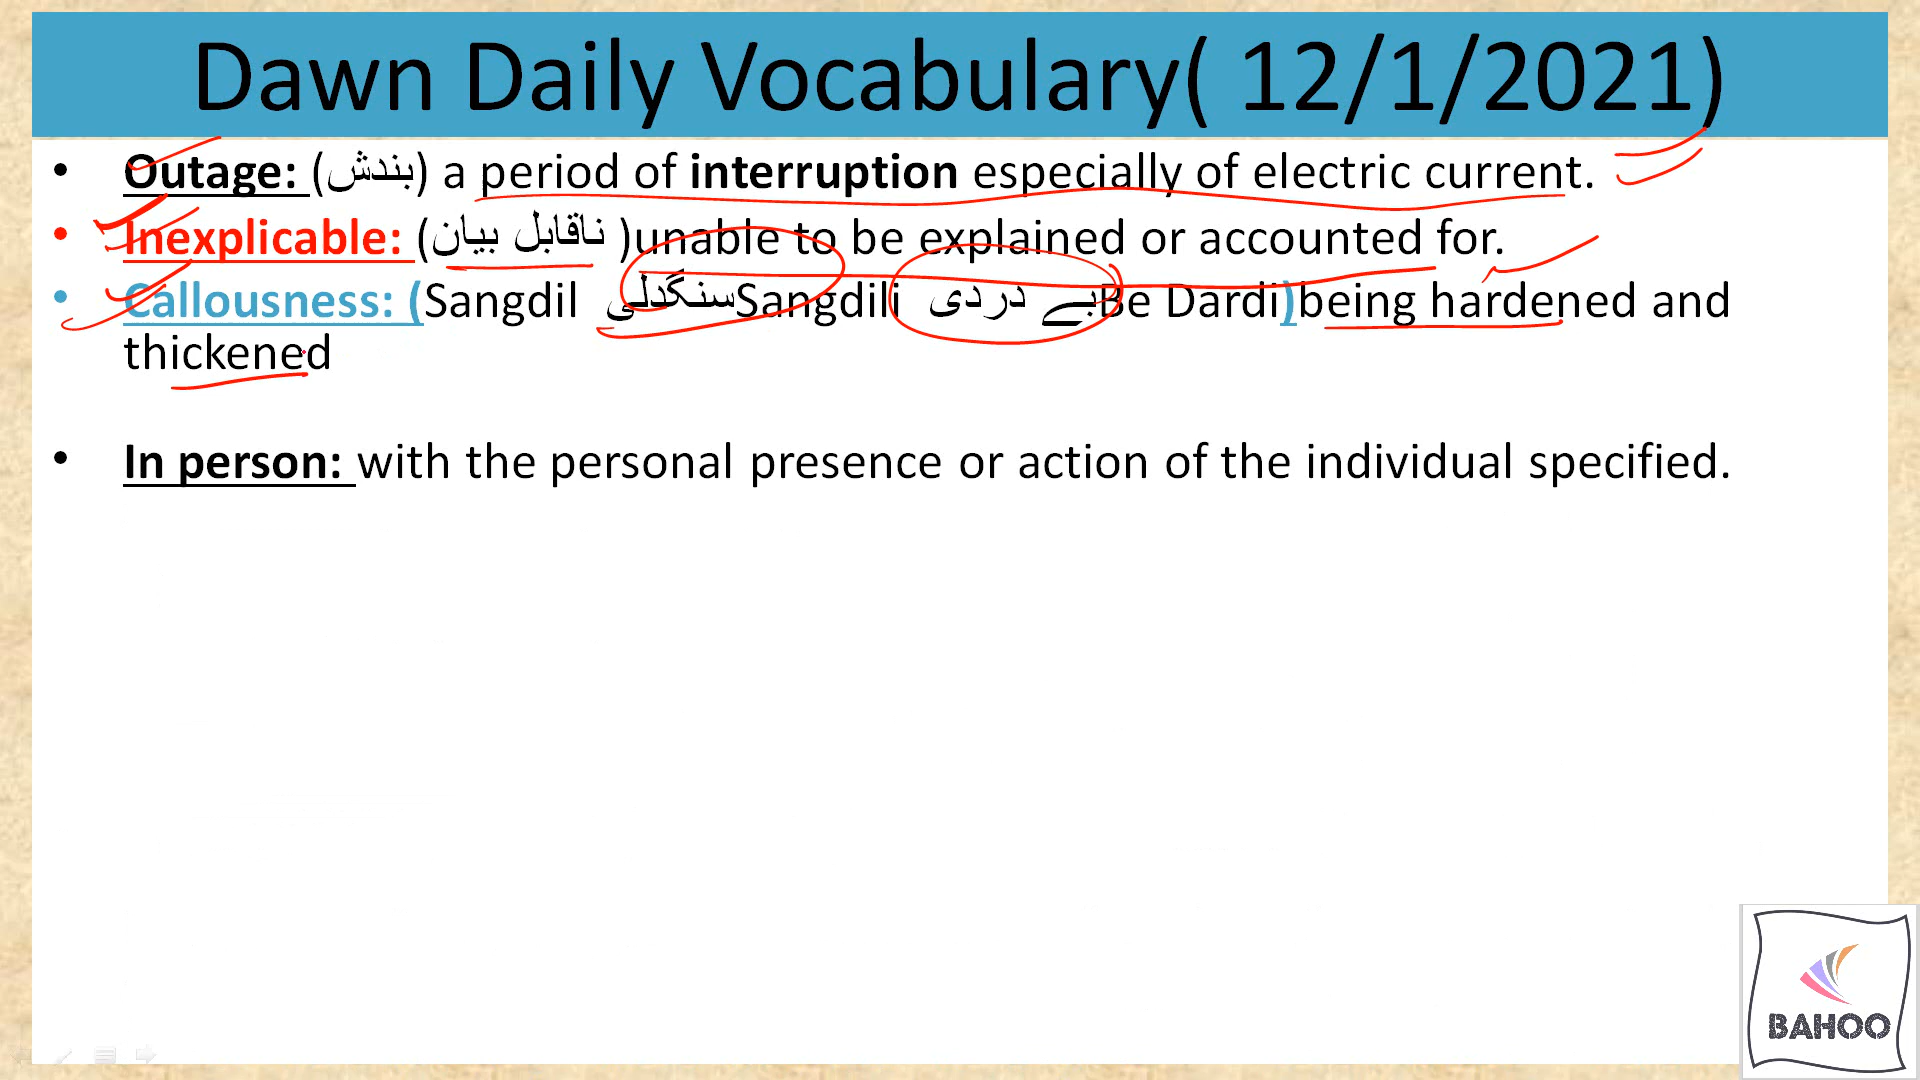 Dawn Daily Vocabulary( 12/1/2021)
• Outage: (بندش) a period of interruption especially of electric current.
• Inexplicable: (ناقابل بیان )unable to be explained or accounted for.
• Callousness: (Sangdil سنگدلی Sangdili بے دردی Be Dardi)being hardened and
thickened
• In person: with the personal presence or action of the individual specified.
BAHOO